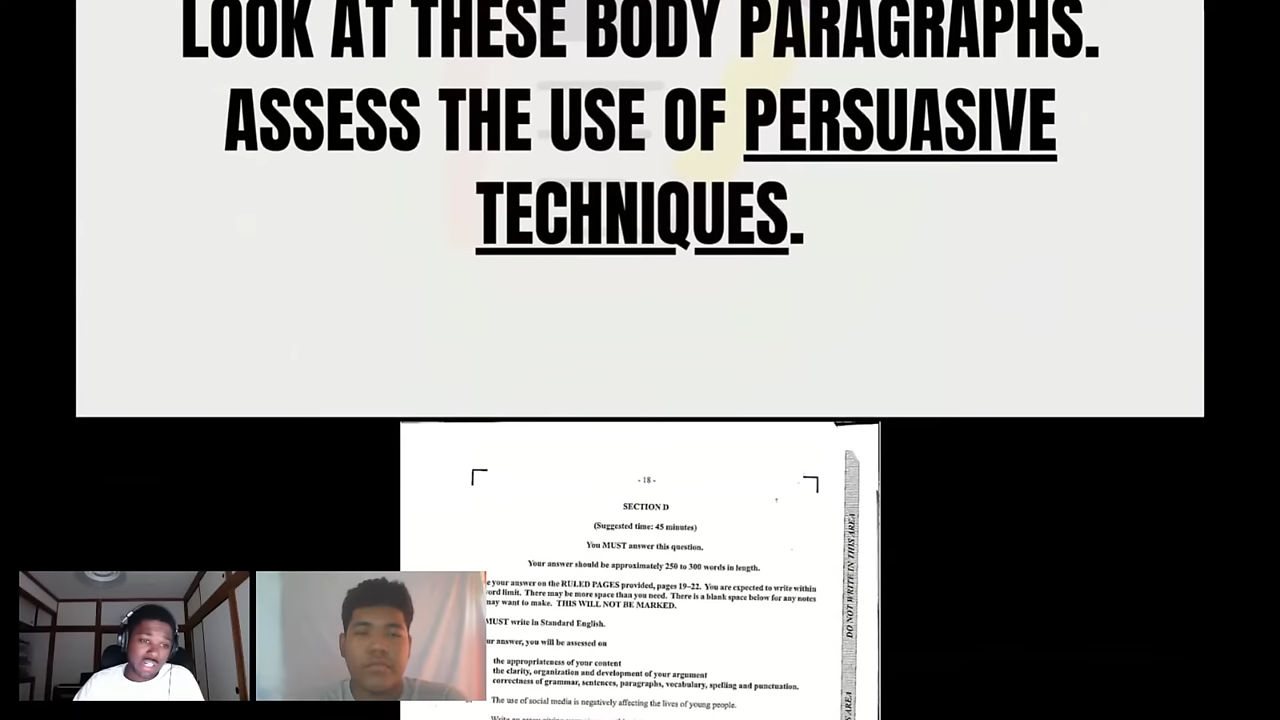 LOOK AT THESE BODY PARAGRAPHS.
ASSESS THE USE OF PERSUASIVE
TECHNIQUES.
- 18 -
SECTION D
(Suggested time: 45 minutes)
You MUST answer this question.
Your answer should be approximately 250 to 300 words in length.
your answer on the RULED PAGES provided, pages 19–22. You are expected to write within
word limit. There may be more space than you need. There is a blank space below for any notes
may want to make. THIS WILL NOT BE MARKED.
MUST write in Standard English.
answer, you will be assessed on
the appropriateness of your content
the clarity, organization and development of your argument
correctness of grammar, sentences, paragraphs, vocabulary, spelling and punctuation.
The use of social media is negatively affecting the lives of young people.
DO NOT WRITE IN THIS AREA
AREA